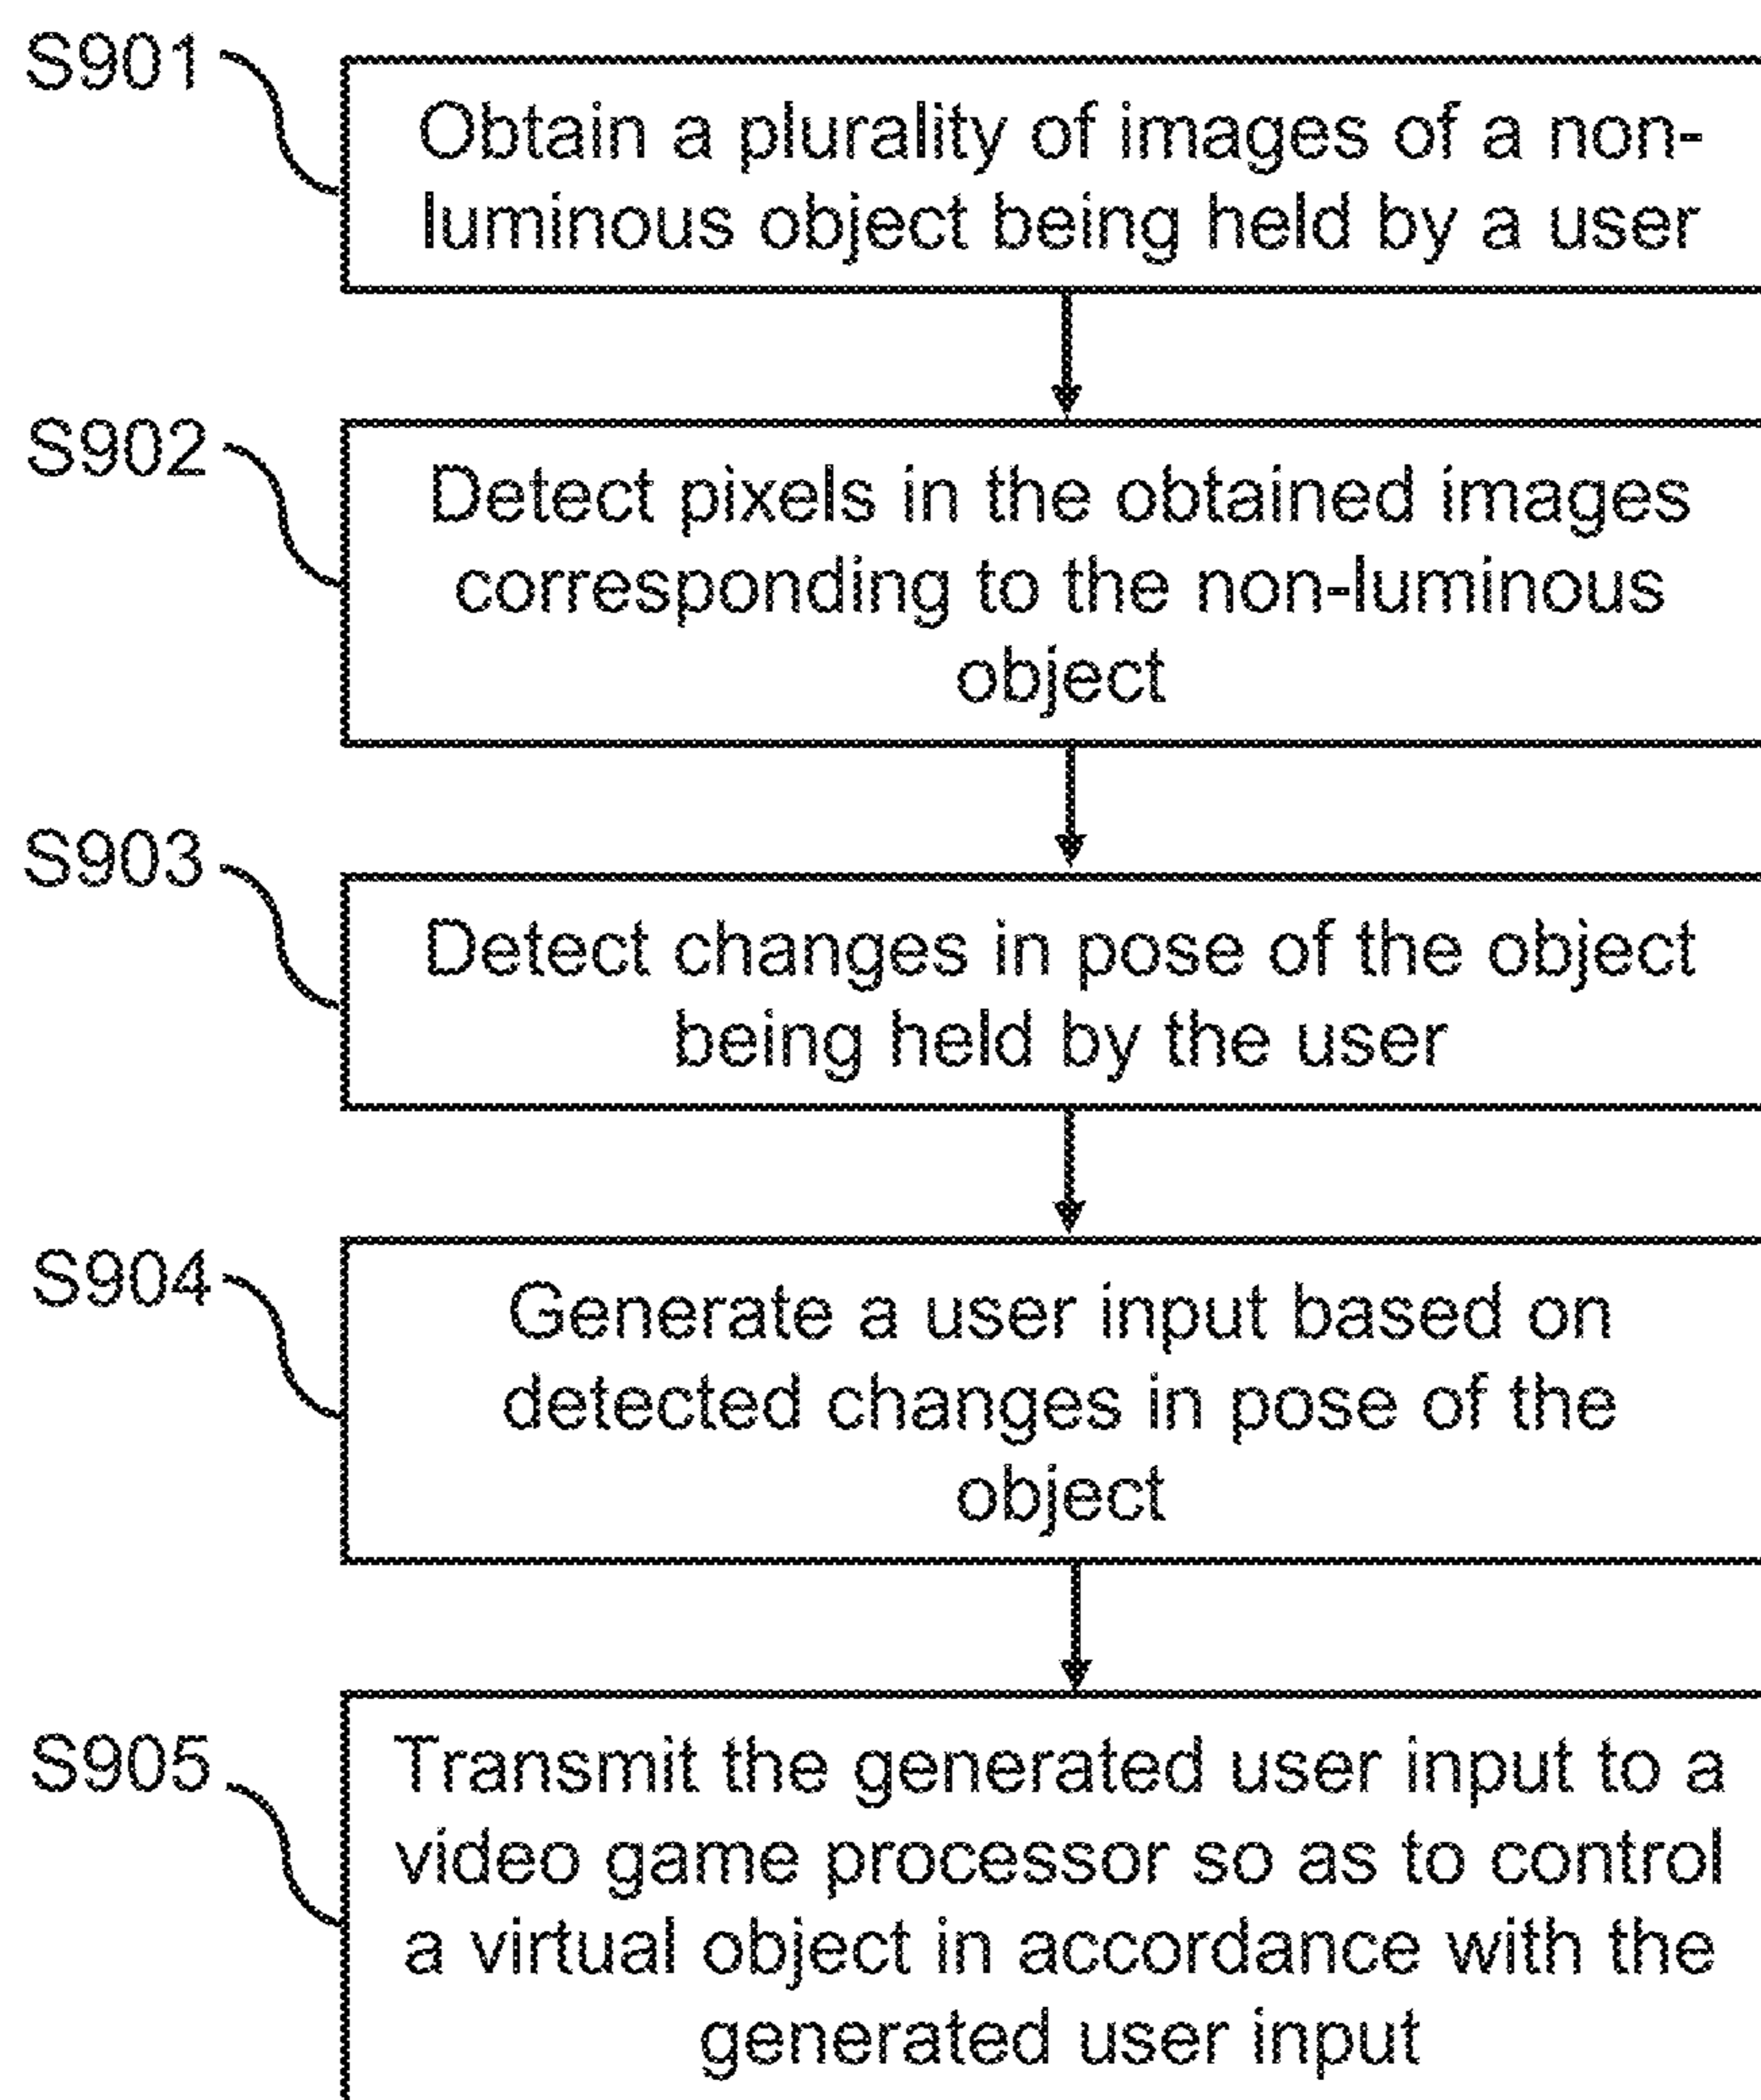 S901
Obtain a plurality of images of a non-
luminous object being held by a user
S902
Detect pixels in the obtained images
corresponding to the non-luminous
object
S903
Detect changes in pose of the object
being held by the user
S904
Generate a user input based on
detected changes in pose of the
object
S905
Transmit the generated user input to a
video game processor so as to control
a virtual object in accordance with the
generated user input